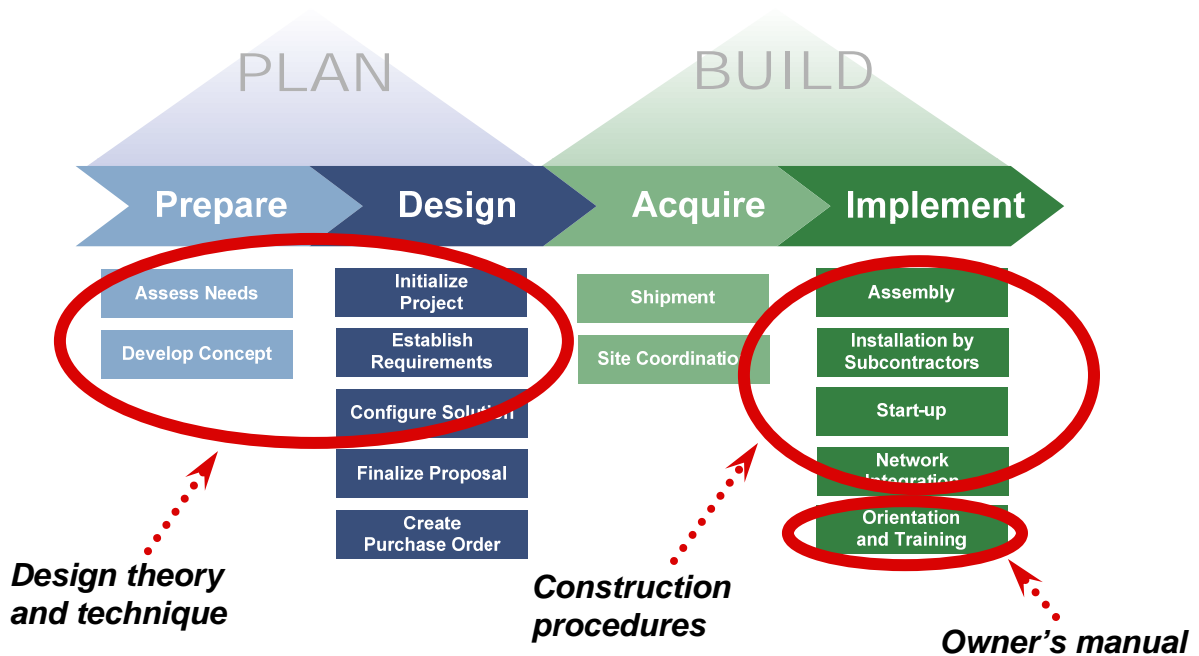 PLAN
BUILD
Prepare
Design
Acquire
Implement
Assess Needs
Develop Concept
Initialize
Project
Establish
Requirements
Configure Solution
Finalize Proposal
Create
Purchase Order
Shipment
Site Coordination
Assembly
Installation by
Subcontractors
Start-up
Network
Integration
Orientation
and Training
Design theory
and technique
Construction
procedures
Owner’s manual